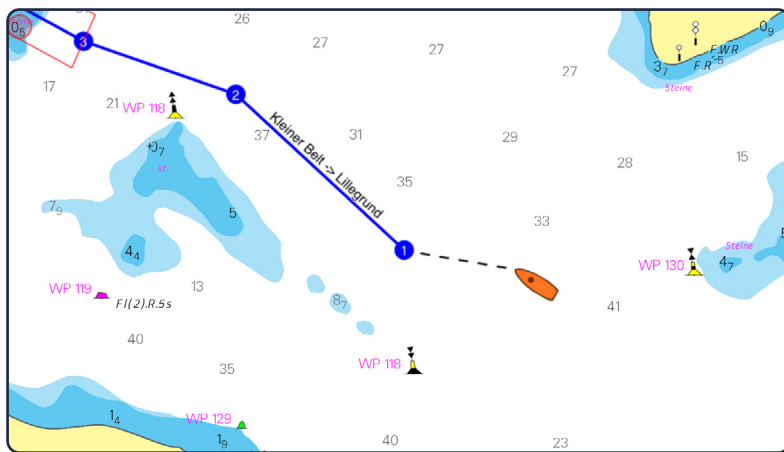 26
27
27
27
0₅
3
F.WR
-5
F.R
3₇
0₉
Steine
17
21
2
WP 118
37
31
29
28
15
+0₇
st.
Kleiner Belt -> Lillegrund
35
33
7₉
5
4₄
1
Steine
4₇
WP 130
5
WP 119
Fl(2).R.5s
13
8₇
41
40
35
WP 118
1₄
WP 129
1₉
40
23